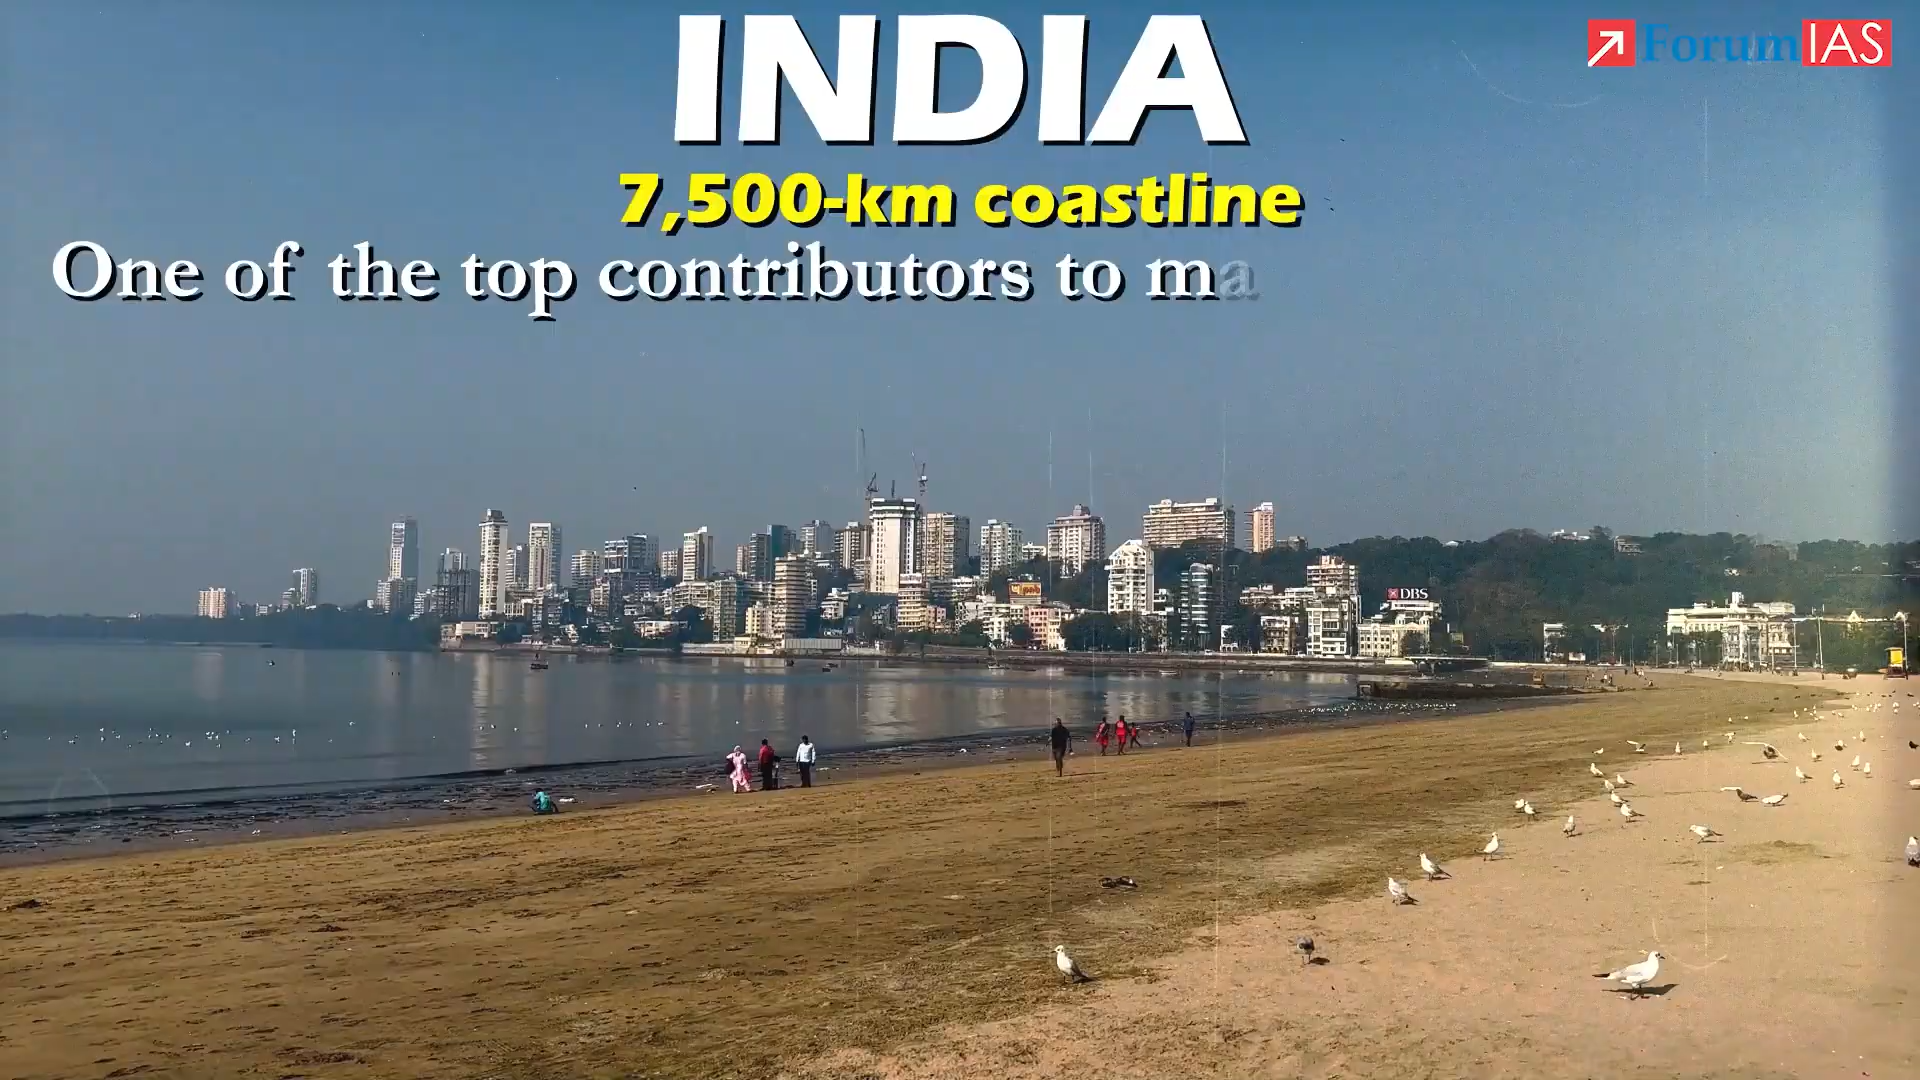 INDIA
ForumIAS
7,500-km coastline
One of the top contributors to ma
DBS